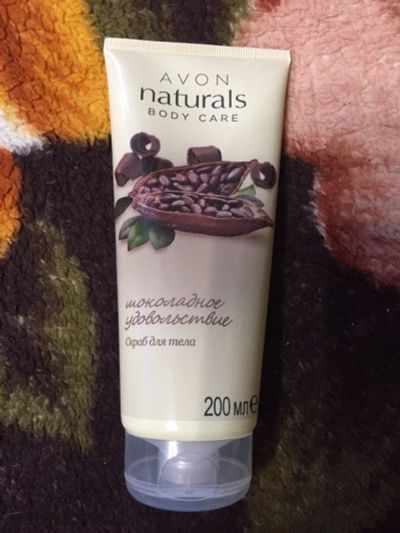 AVON
naturals
BODY CARE
шоколадное
удовольствие
Скраб для тела
200 мл e